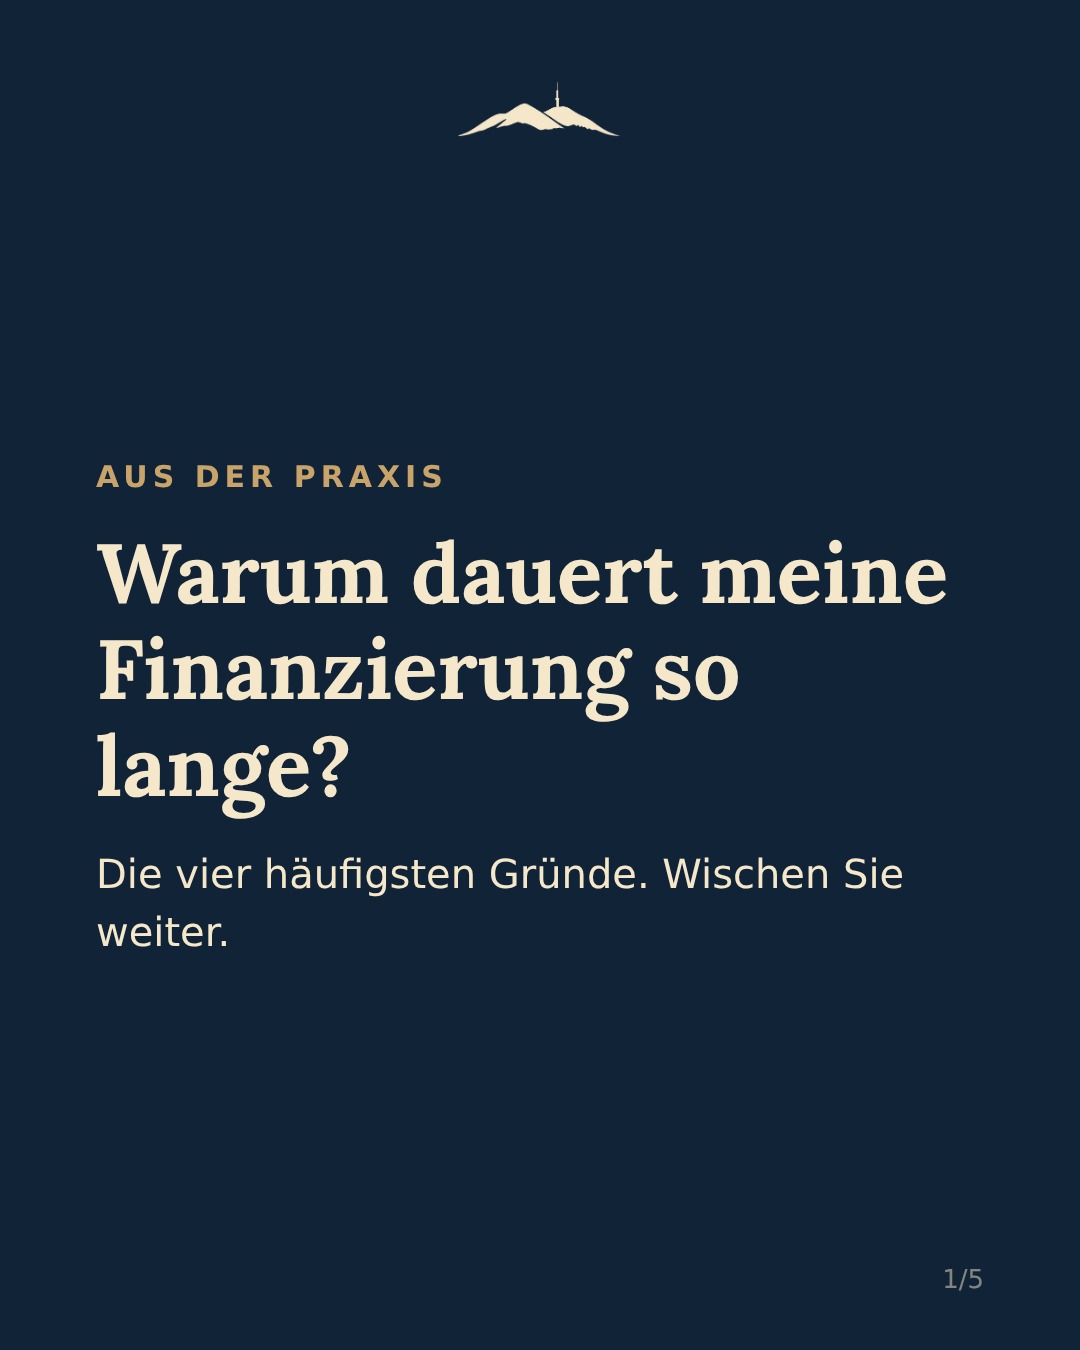 AUS DER PRAXIS
Warum dauert meine
Finanzierung so
lange?
Die vier häufigsten Gründe. Wischen Sie
weiter.
1/5